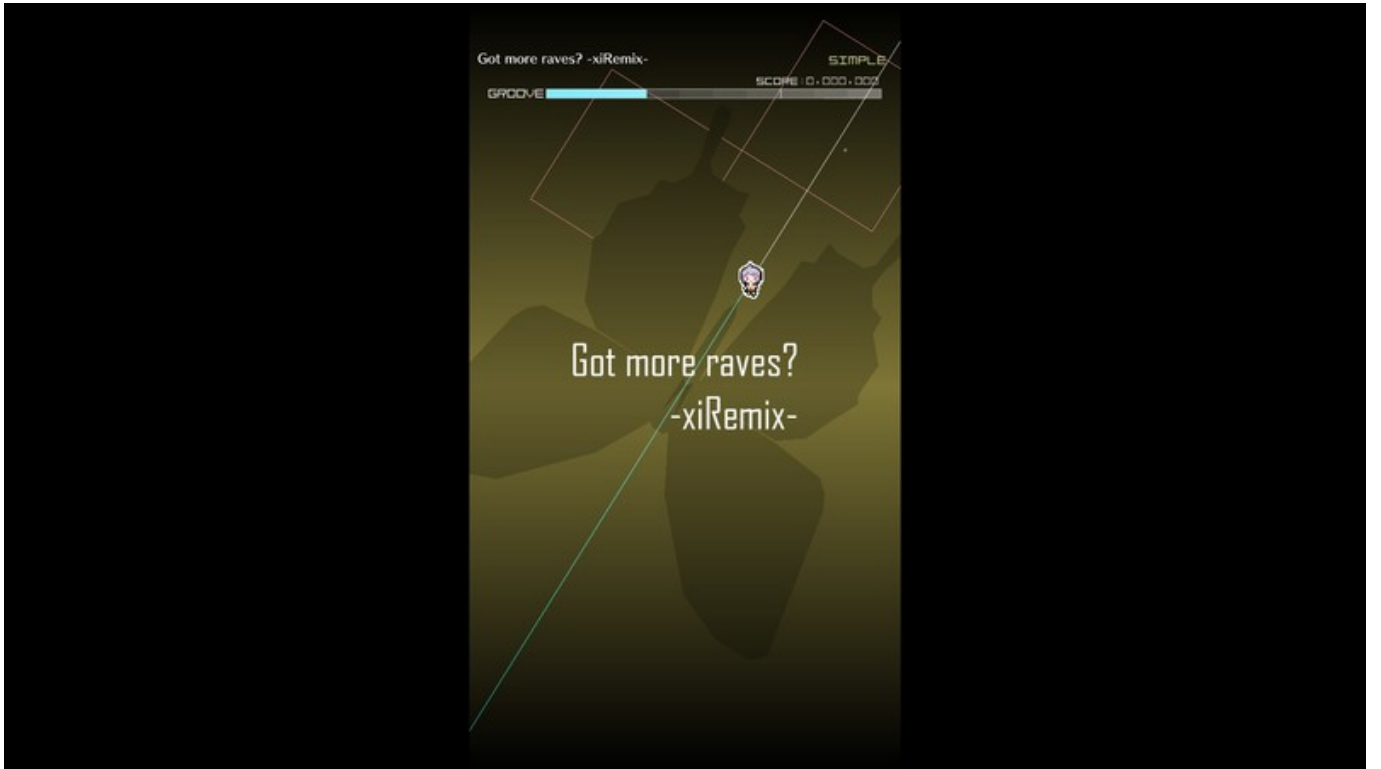 Got more raves? -xiRemix-
SIMPLE
SCORE:0,000,000
GROOVE
Got more raves?
-xiRemix-